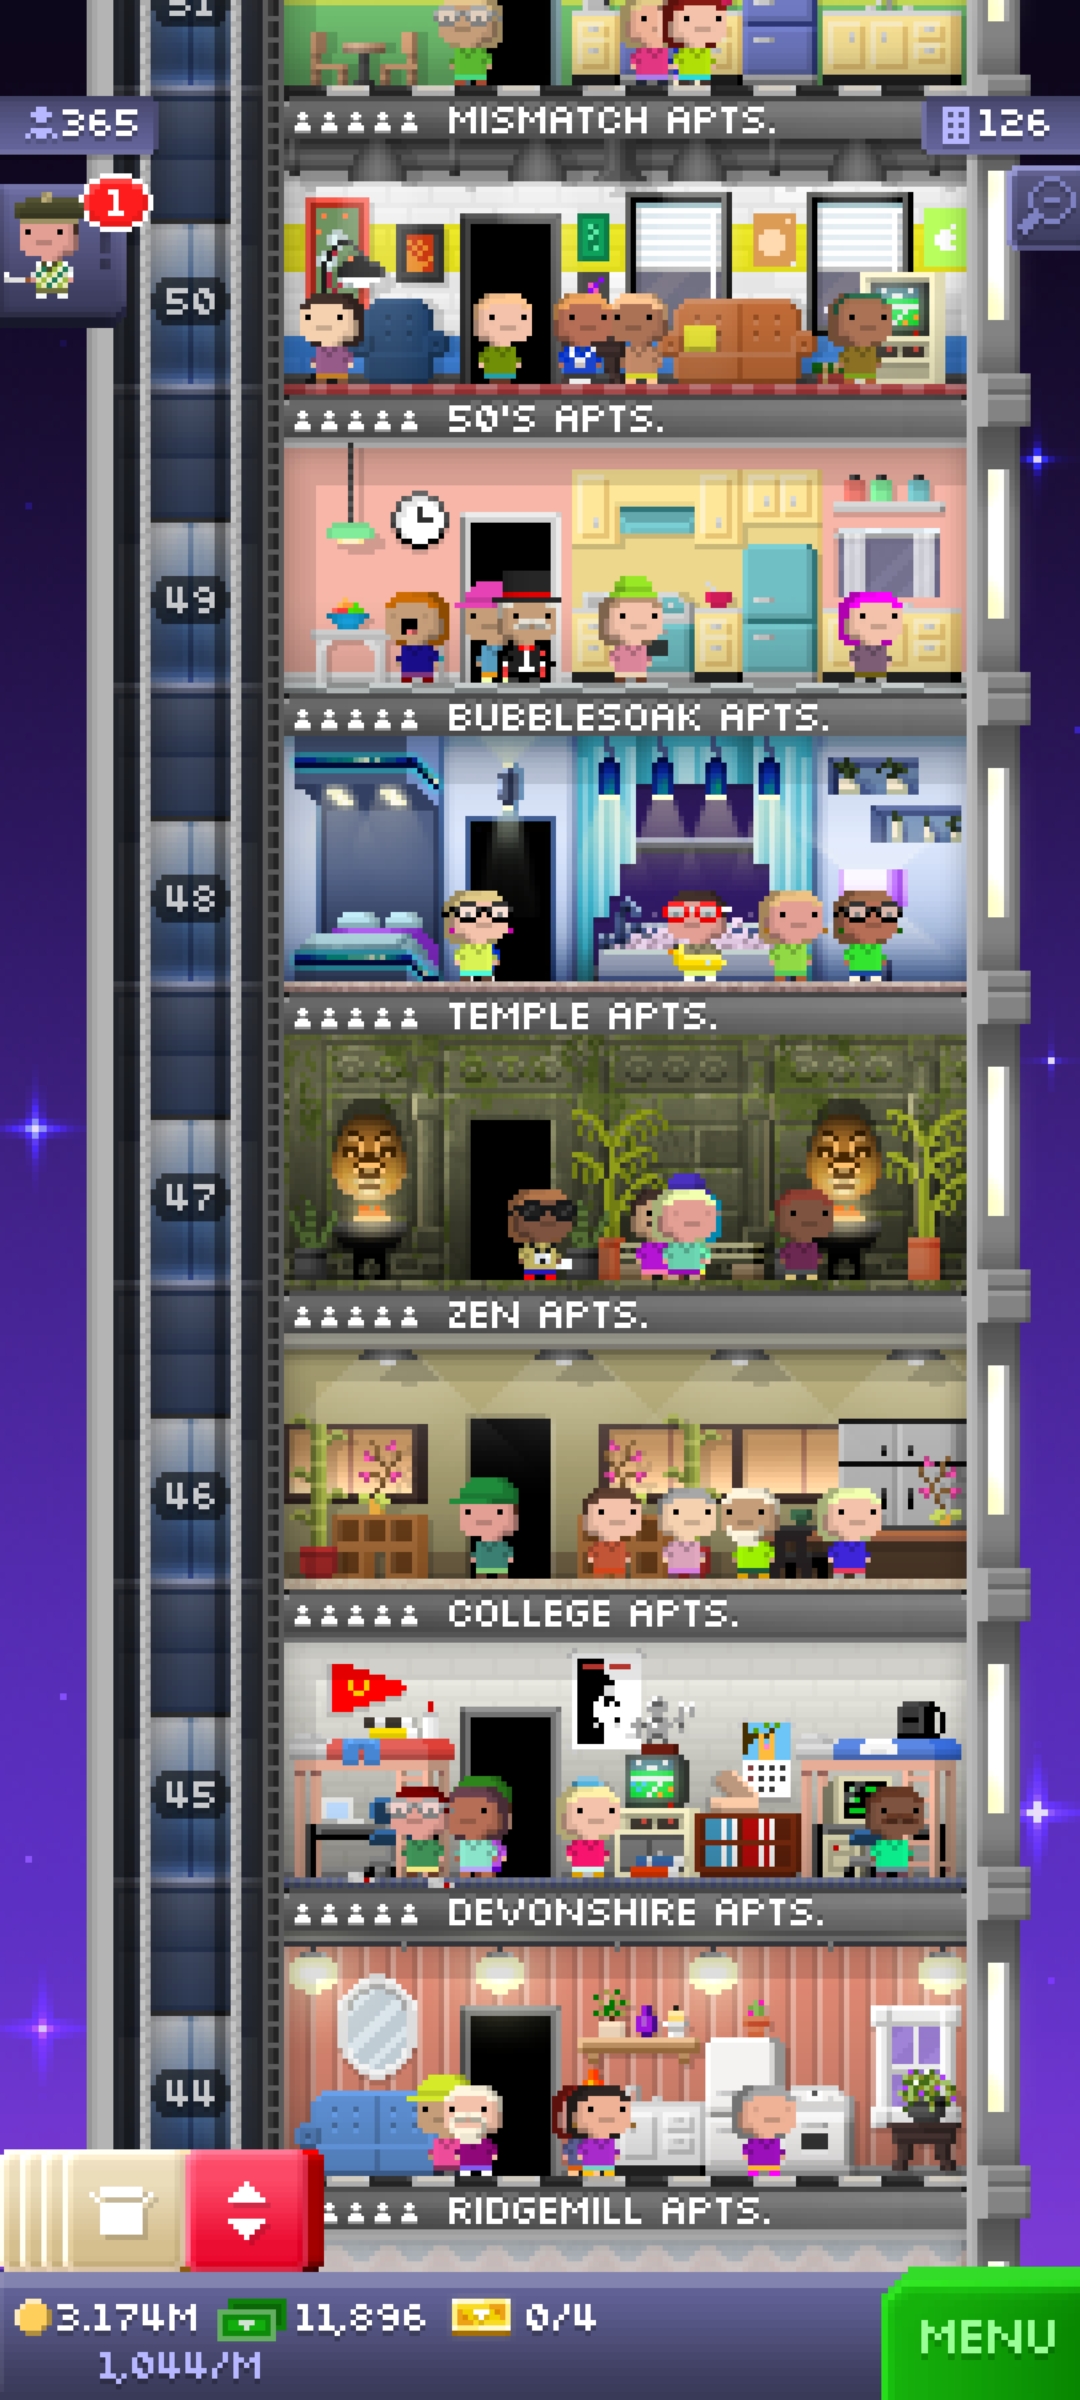 51
365
MISMATCH APTS.
126
1
50
50'S APTS.
49
BUBBLESOAK APTS.
48
TEMPLE APTS.
47
ZEN APTS.
46
COLLEGE APTS.
45
DEVONSHIRE APTS.
44
RIDGEMILL APTS.
3.174M 11,896 0/4
1,044/M
MENU